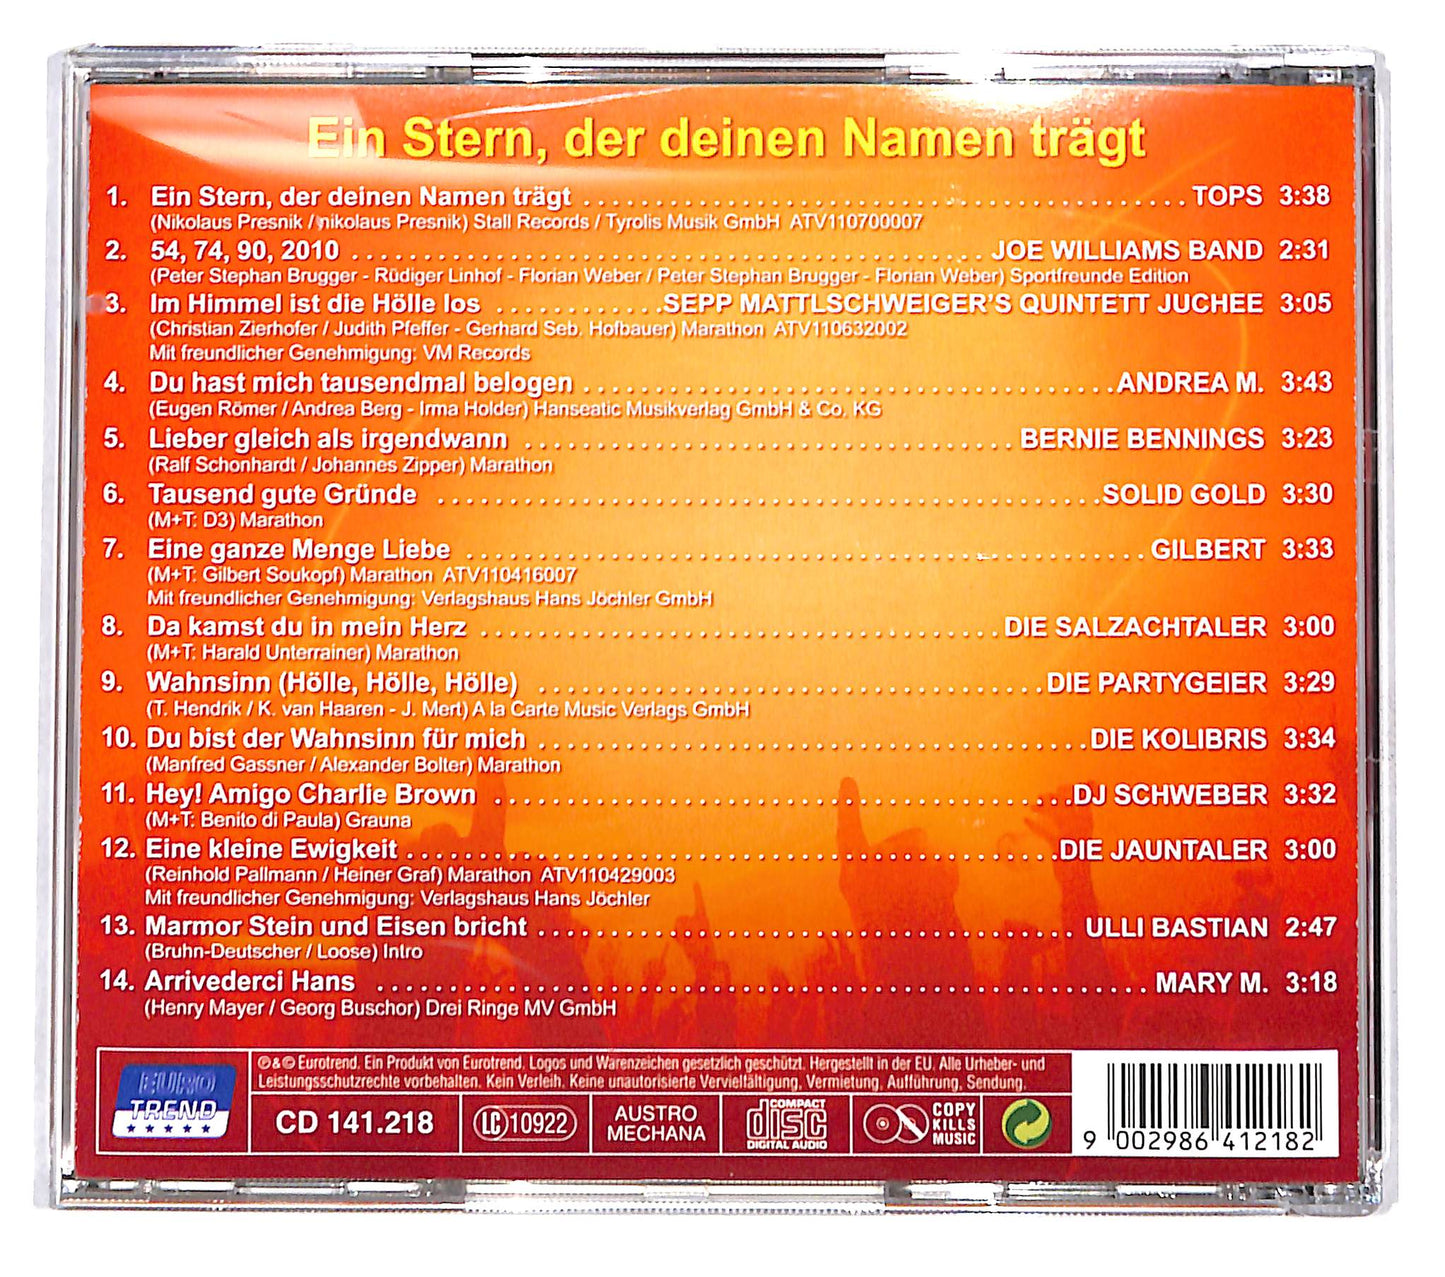 Ein Stern, der deinen Namen trägt
1. Ein Stern, der deinen Namen trägt TOPS 3:38
(Nikolaus Presnik / nikolaus Presnik) Stall Records / Tyrolis Musik GmbH ATV110700007
2. 54, 74, 90, 2010 JOE WILLIAMS BAND 2:31
(Peter Stephan Brugger - Rüdiger Linhof - Florian Weber / Peter Stephan Brugger - Florian Weber) Sportfreunde Edition
3. Im Himmel ist die Hölle los SEPP MATTLSCHWEIGER'S QUINTETT JUCHEE 3:05
(Christian Zierhofer / Judith Pfeffer - Gerhard Seb. Hofbauer) Marathon ATV110632002
Mit freundlicher Genehmigung: VM Records
4. Du hast mich tausendmal belogen ANDREA M. 3:43
(Eugen Römer / Andrea Berg - Irma Holder) Hanseatic Musikverlag GmbH & Co. KG
5. Lieber gleich als irgendwann BERNIE BENNINGS 3:23
(Ralf Schonhardt / Johannes Zipper) Marathon
6. Tausend gute Gründe SOLID GOLD 3:30
(M+T: D3) Marathon
7. Eine ganze Menge Liebe GILBERT 3:33
(M+T: Gilbert Soukopf) Marathon ATV110416007
Mit freundlicher Genehmigung: Verlagshaus Hans Jöchler GmbH
8. Da kamst du in mein Herz DIE SALZACHTALER 3:00
(M+T: Harald Unterrainer) Marathon
9. Wahnsinn (Hölle, Hölle, Hölle) DIE PARTYGEIER 3:29
(T. Hendrik / K. van Haaren - J. Mert) A la Carte Music Verlags GmbH
10. Du bist der Wahnsinn für mich DIE KOLIBRIS 3:34
(Manfred Gassner / Alexander Bolter) Marathon
11. Hey! Amigo Charlie Brown DJ SCHWEBER 3:32
(M+T: Benito di Paula) Grauna
12. Eine kleine Ewigkeit DIE JAUNTALER 3:00
(Reinhold Pallmann / Heiner Graf) Marathon ATV110429003
Mit freundlicher Genehmigung: Verlagshaus Hans Jöchler
13. Marmor Stein und Eisen bricht ULLI BASTIAN 2:47
(Bruhn-Deutscher / Loose) Intro
14. Arrivederci Hans MARY M. 3:18
(Henry Mayer / Georg Buschor) Drei Ringe MV GmbH
EURO
TREND
℗&© Eurotrend. Ein Produkt von Eurotrend. Logos und Warenzeichen gesetzlich geschützt. Hergestellt in der EU. Alle Urheber- und
Leistungsschutzrechte vorbehalten. Kein Verleih. Keine unautorisierte Vervielfältigung, Vermietung, Aufführung, Sendung.
CD 141.218
LC 10922
AUSTRO
MECHANA
COMPACT
disc
DIGITAL AUDIO
COPY
KILLS
MUSIC
9 002986 412182